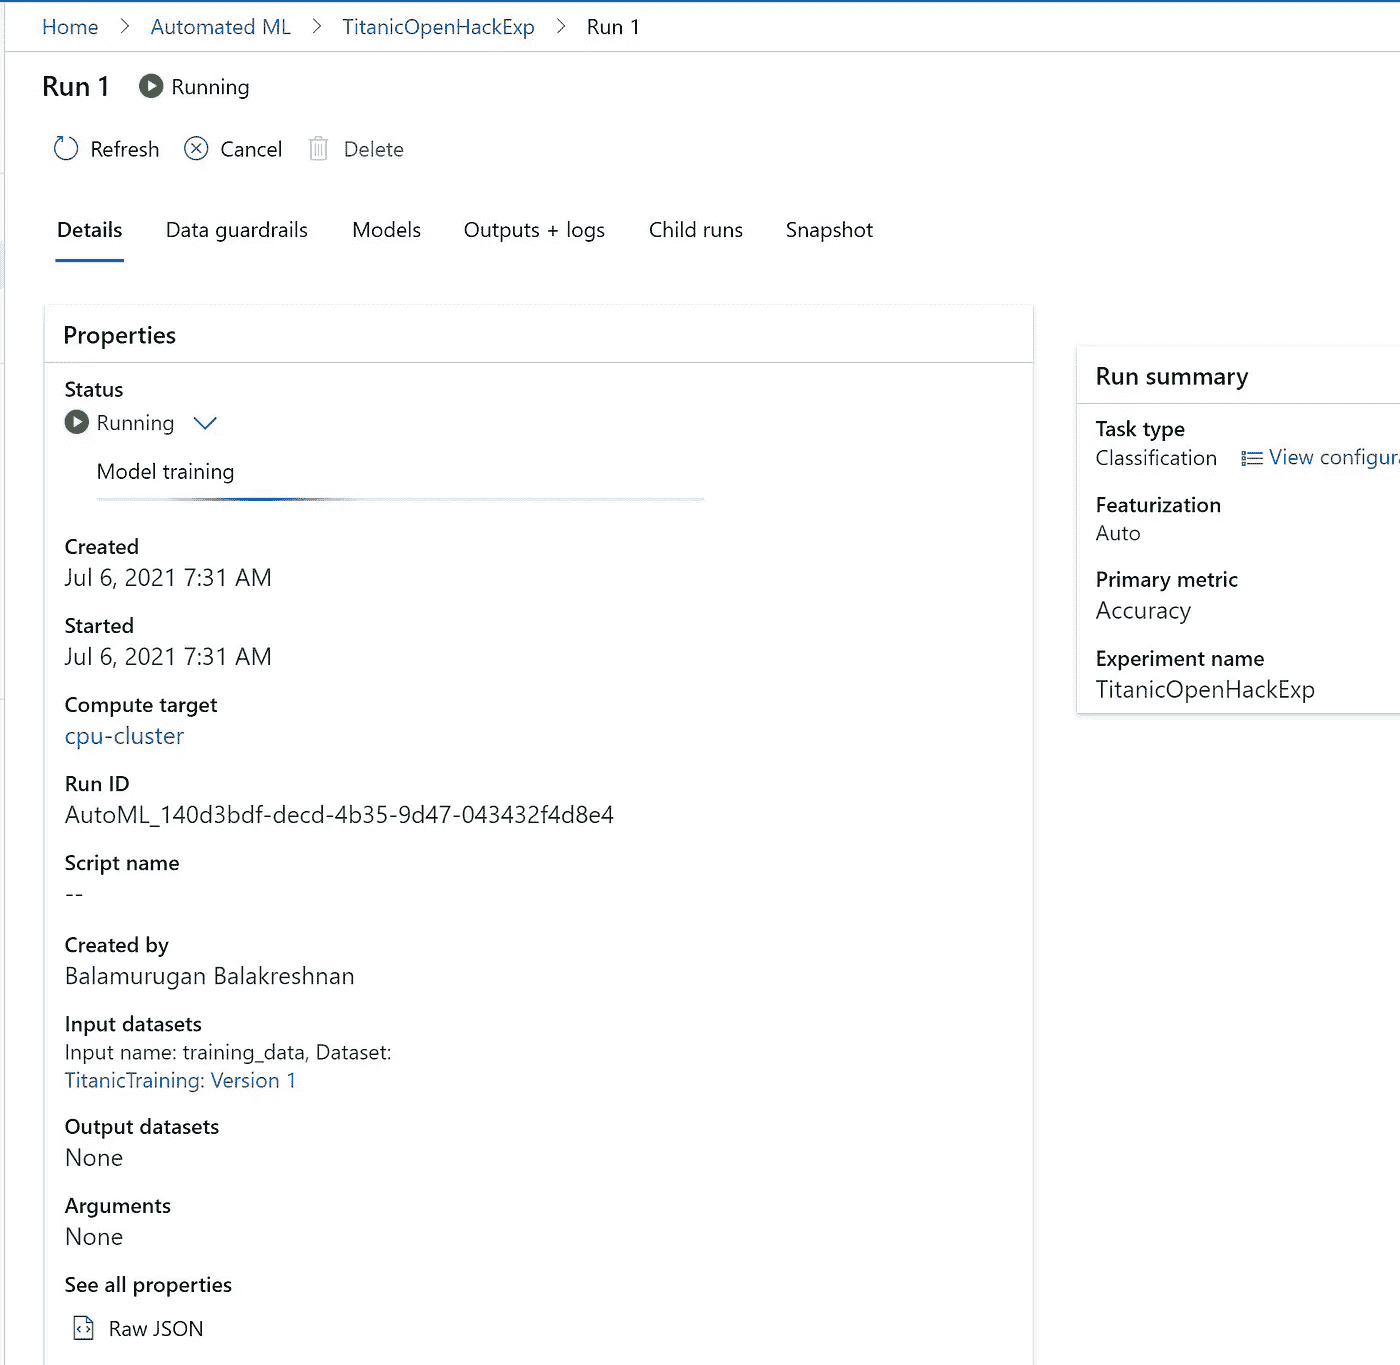 Home > Automated ML > TitanicOpenHackExp > Run 1
Run 1 Running
Refresh Cancel Delete
Details Data guardrails Models Outputs + logs Child runs Snapshot
Properties
Status
Running
Model training
Created
Jul 6, 2021 7:31 AM
Started
Jul 6, 2021 7:31 AM
Compute target
cpu-cluster
Run ID
AutoML_140d3bdf-decd-4b35-9d47-043432f4d8e4
Script name
--
Created by
Balamurugan Balakreshnan
Input datasets
Input name: training_data, Dataset:
TitanicTraining: Version 1
Output datasets
None
Arguments
None
See all properties
Raw JSON
Run summary
Task type
Classification View configura
Featurization
Auto
Primary metric
Accuracy
Experiment name
TitanicOpenHackExp